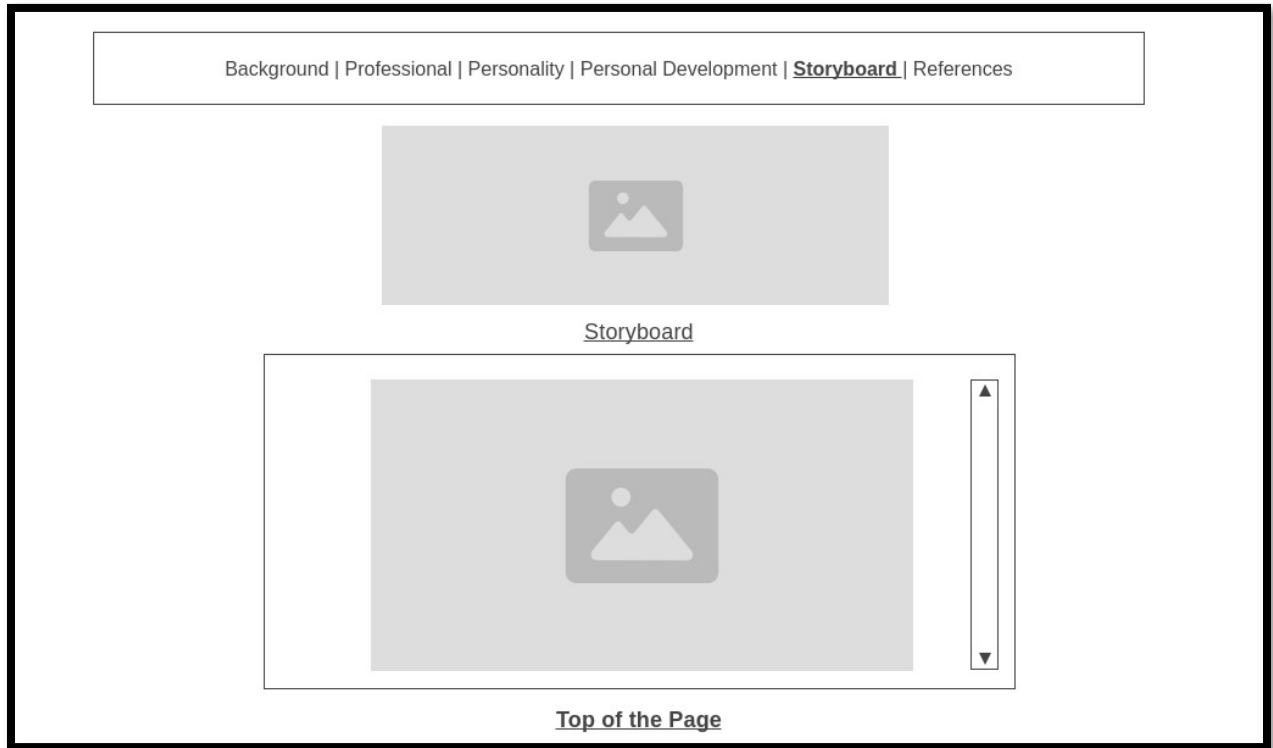 Background | Professional | Personality | Personal Development | Storyboard | References
Storyboard
Top of the Page